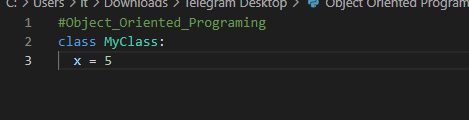 C: > Users > It > Downloads > Telegram Desktop > Object Oriented Program
1 #Object_Oriented_Programing
2 class MyClass:
3   x = 5